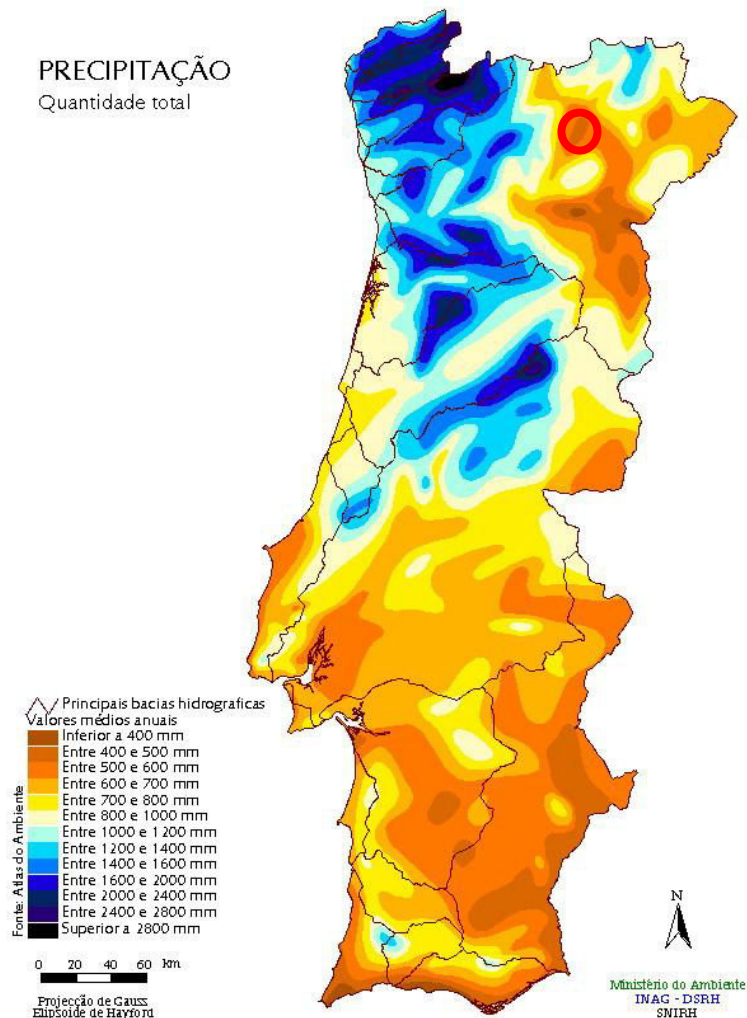 PRECIPITAÇÃO
Quantidade total
Principais bacias hidrograficas
Valores médios anuais
Inferior a 400 mm
Entre 400 e 500 mm
Entre 500 e 600 mm
Entre 600 e 700 mm
Entre 700 e 800 mm
Entre 800 e 1000 mm
Entre 1000 e 1200 mm
Entre 1200 e 1400 mm
Entre 1400 e 1600 mm
Entre 1600 e 2000 mm
Entre 2000 e 2400 mm
Entre 2400 e 2800 mm
Superior a 2800 mm
Fonte: Atlas do Ambiente
0 20 40 60 km
Projecção de Gauss
Elipsoide de Hayford
N
Ministério do Ambiente
INAG - DSRH
SNIRH